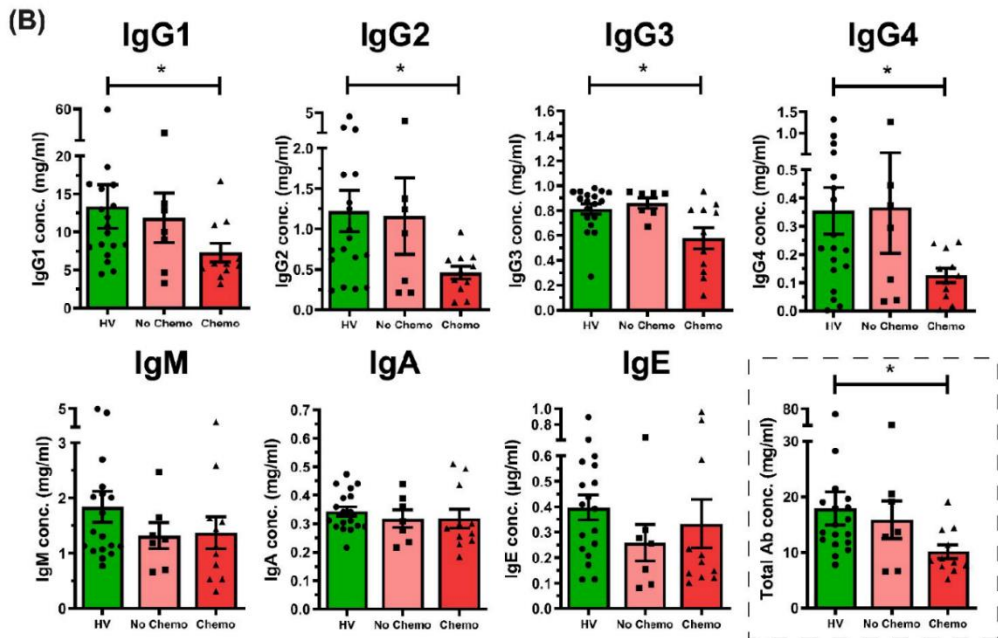 (B)
IgG1
IgG2
IgG3
IgG4
*
*
*
*
IgG1 conc. (mg/ml)
60
20
15
10
5
0
HV No Chemo Chemo
IgG2 conc. (mg/ml)
5
2.0
1.5
1.0
0.5
0.0
HV No Chemo Chemo
IgG3 conc. (mg/ml)
1.6
1.4
1.2
1.0
0.8
0.6
0.4
0.2
0.0
HV No Chemo Chemo
IgG4 conc. (mg/ml)
1.5
1.0
0.5
0.4
0.3
0.2
0.1
0.0
HV No Chemo Chemo
IgM
IgA
IgE
*
IgM conc. (mg/ml)
5
3
2
1
0
HV No Chemo Chemo
IgA conc. (mg/ml)
0.7
0.6
0.5
0.4
0.3
0.2
0.1
0.0
HV No Chemo Chemo
IgE conc. (μg/ml)
1.0
0.8
0.6
0.5
0.4
0.3
0.2
0.1
0.0
HV No Chemo Chemo
Total Ab conc. (mg/ml)
80
30
20
10
0
HV No Chemo Chemo